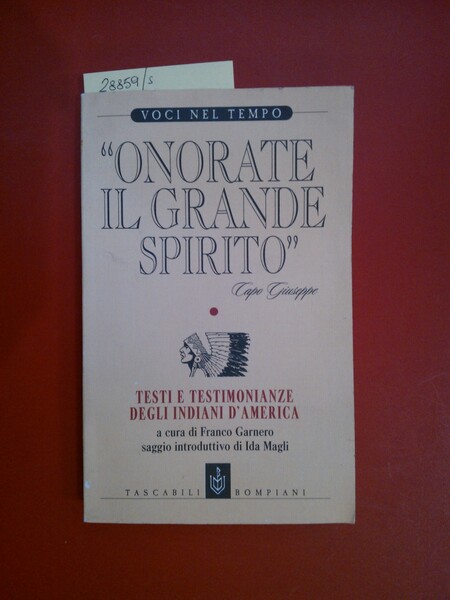 28859/s
VOCI NEL TEMPO
“ONORATE
IL GRANDE
SPIRITO”
Capo Giuseppe
TESTI E TESTIMONIANZE
DEGLI INDIANI D'AMERICA
a cura di Franco Garnero
saggio introduttivo di Ida Magli
TASCABILI BOMPIANI